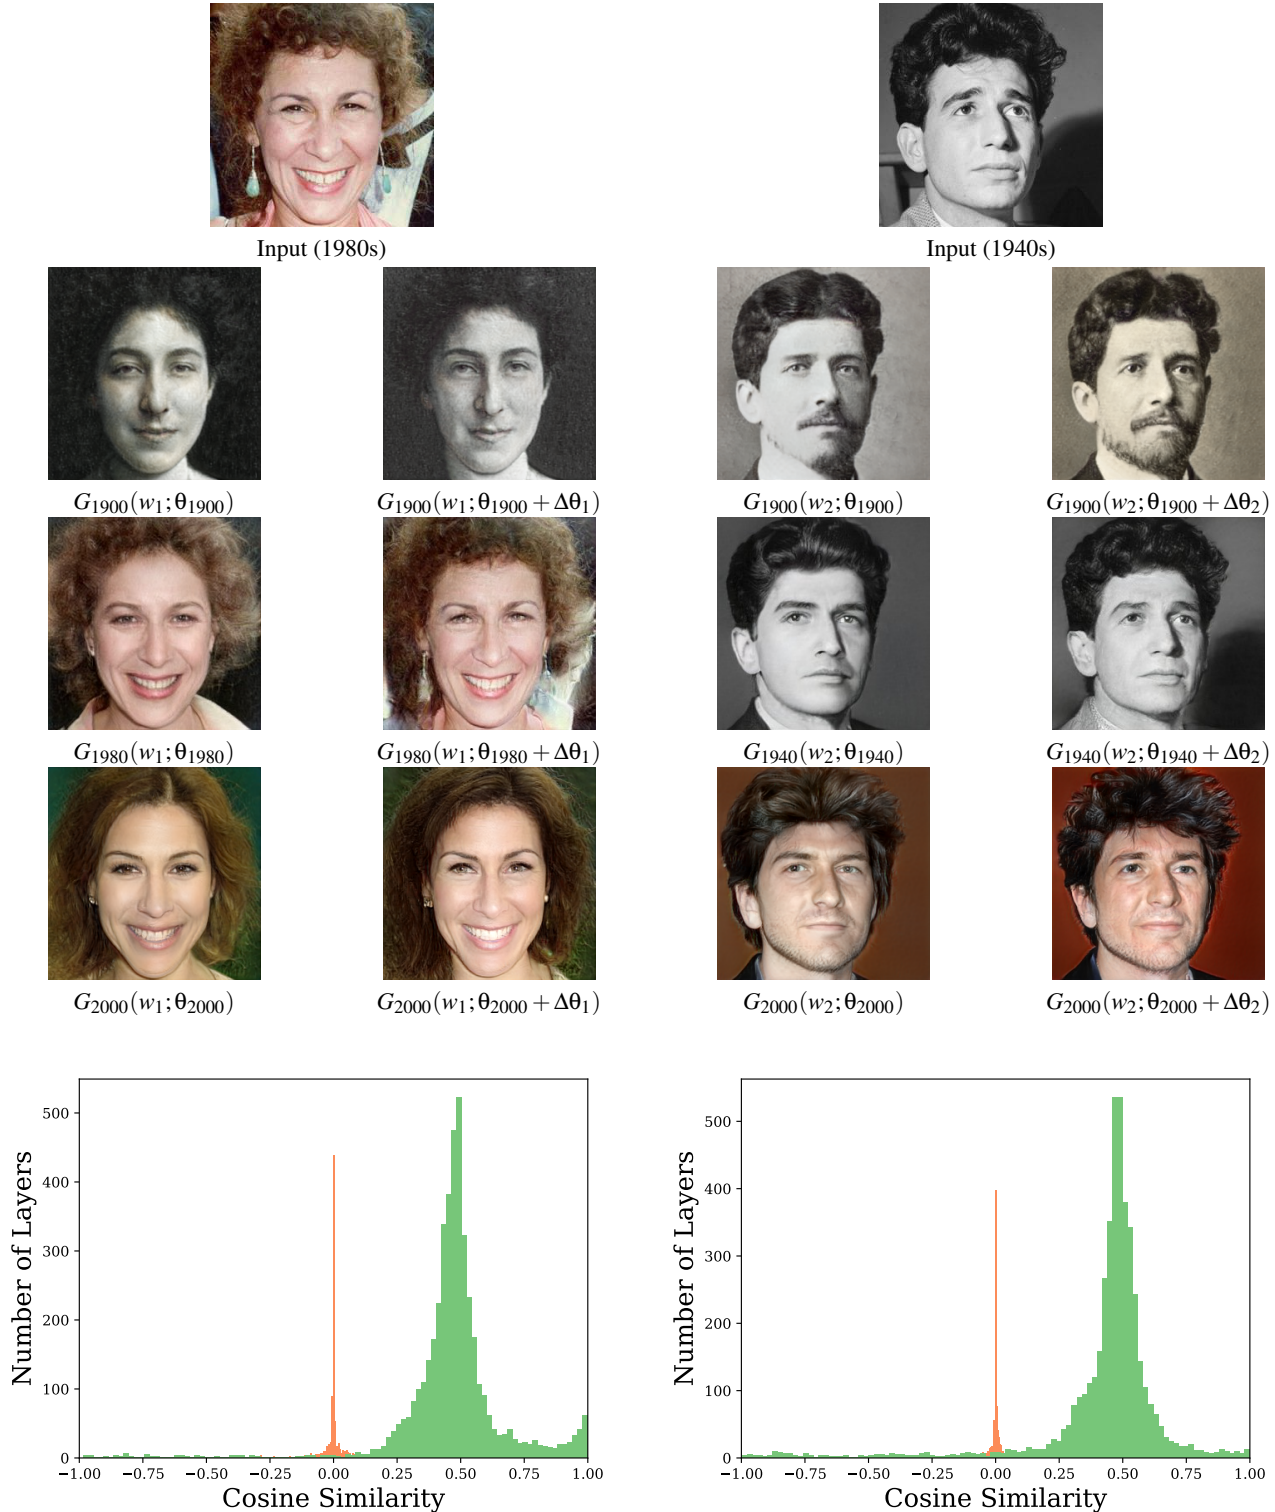 Input (1980s) Input (1940s)
G1900(w1;θ1900) G1900(w1;θ1900 + Δθ1) G1900(w2;θ1900) G1900(w2;θ1900 + Δθ2)
G1980(w1;θ1980) G1980(w1;θ1980 + Δθ1) G1940(w2;θ1940) G1940(w2;θ1940 + Δθ2)
G2000(w1;θ2000) G2000(w1;θ2000 + Δθ1) G2000(w2;θ2000) G2000(w2;θ2000 + Δθ2)
Number of Layers
500
400
300
200
100
0
−1.00 −0.75 −0.50 −0.25 0.00 0.25 0.50 0.75 1.00
Cosine Similarity
Number of Layers
500
400
300
200
100
0
−1.00 −0.75 −0.50 −0.25 0.00 0.25 0.50 0.75 1.00
Cosine Similarity